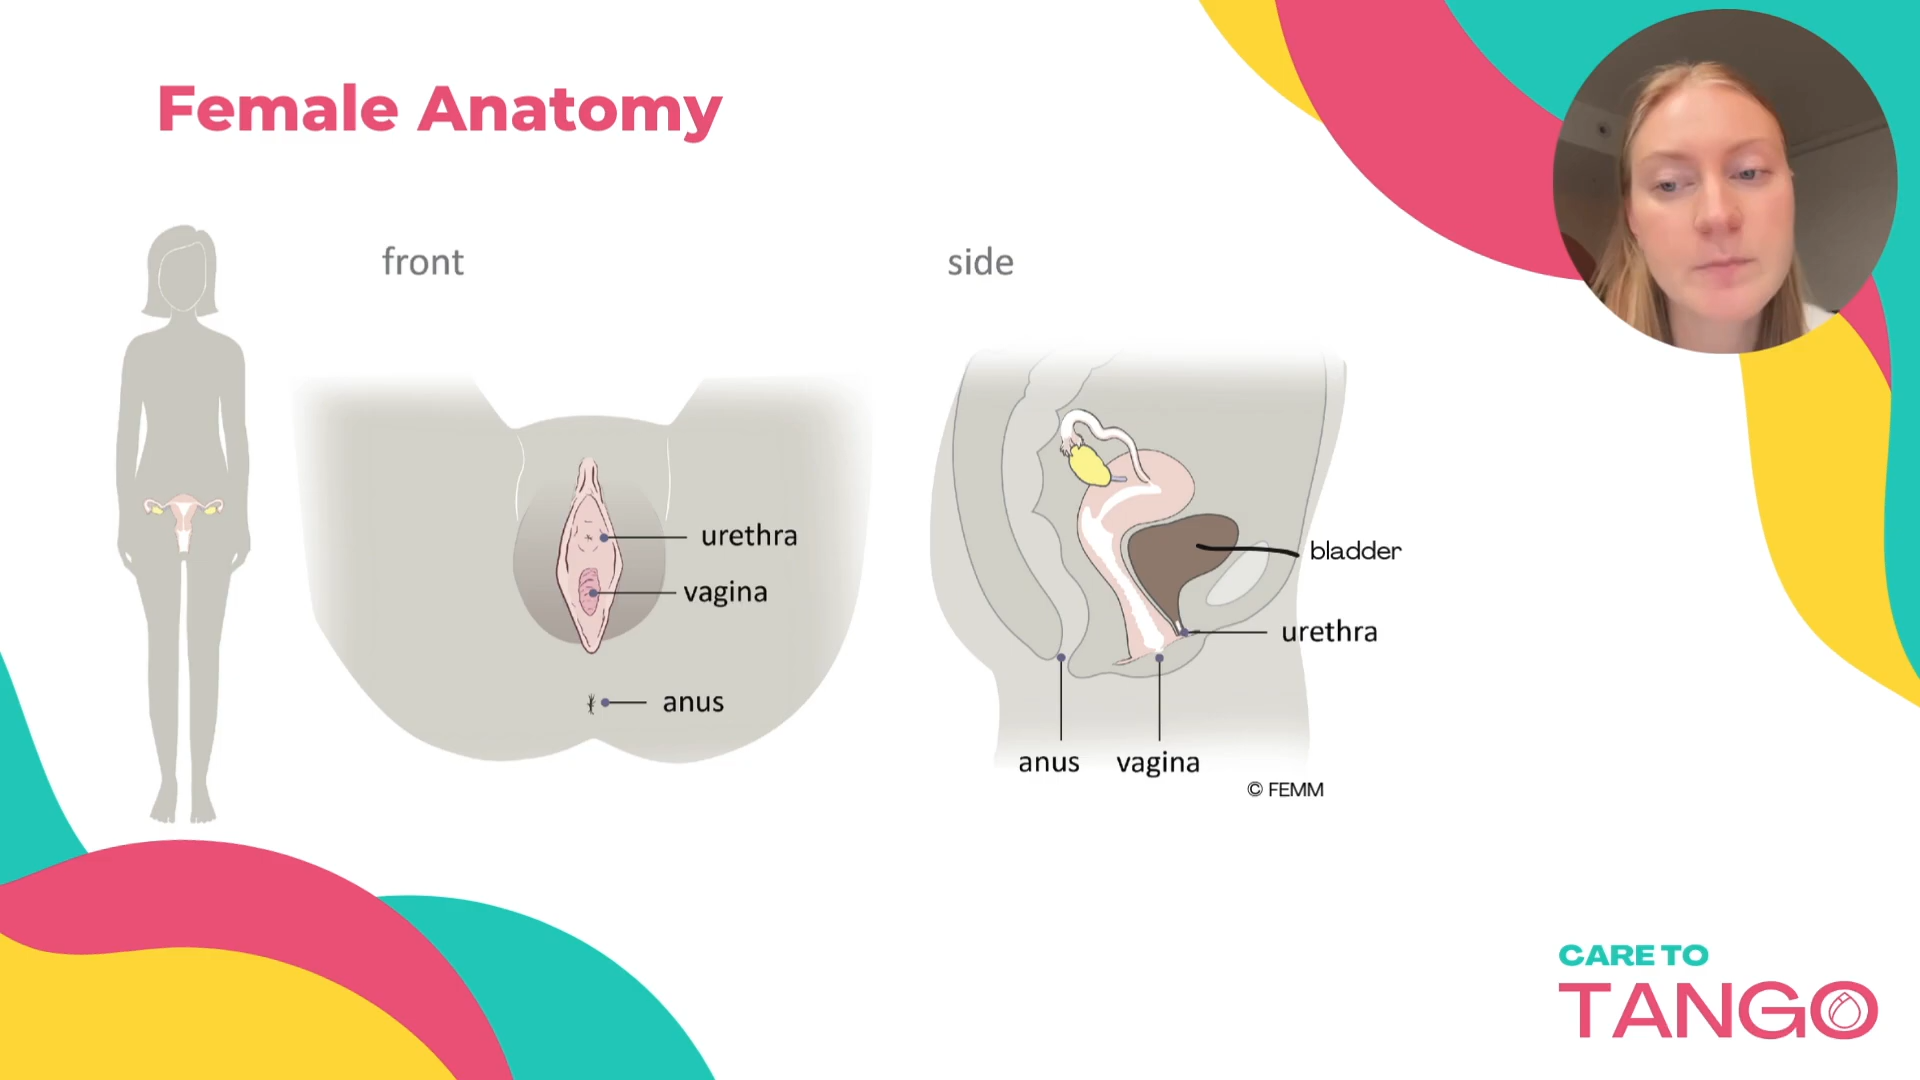 Female Anatomy
front
side
urethra
vagina
anus
bladder
urethra
anus
vagina
© FEMM
CARE TO
TANGO